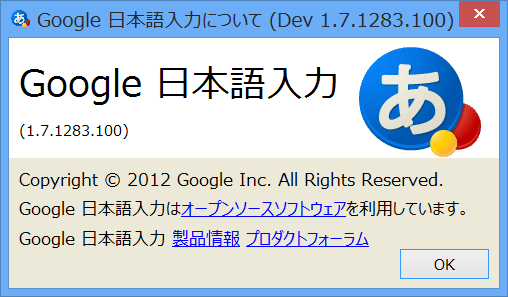 Google 日本語入力について (Dev 1.7.1283.100)
Google 日本語入力
あ
(1.7.1283.100)
Copyright © 2012 Google Inc. All Rights Reserved.
Google 日本語入力はオープンソースソフトウェアを利用しています。
Google 日本語入力 製品情報 プロダクトフォーラム
OK